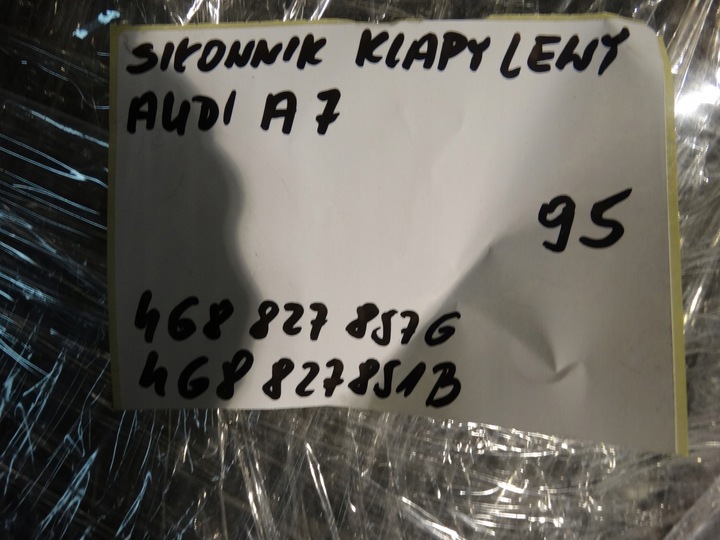 SIŁOWNIK KLAPY LEWY
AUDI A7
95
4G8 827 857G
4G8 827851B